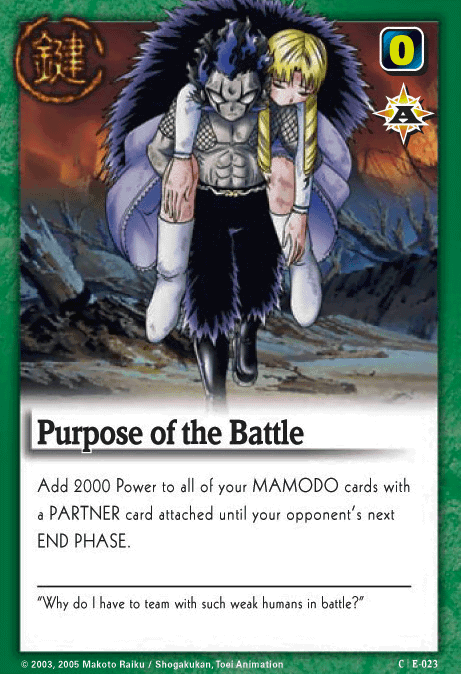 鍵
0
A
Purpose of the Battle
Add 2000 Power to all of your MAMODO cards with
a PARTNER card attached until your opponent's next
END PHASE.
"Why do I have to team with such weak humans in battle?"
© 2003, 2005 Makoto Raiku / Shogakukan, Toei Animation
C | E-023